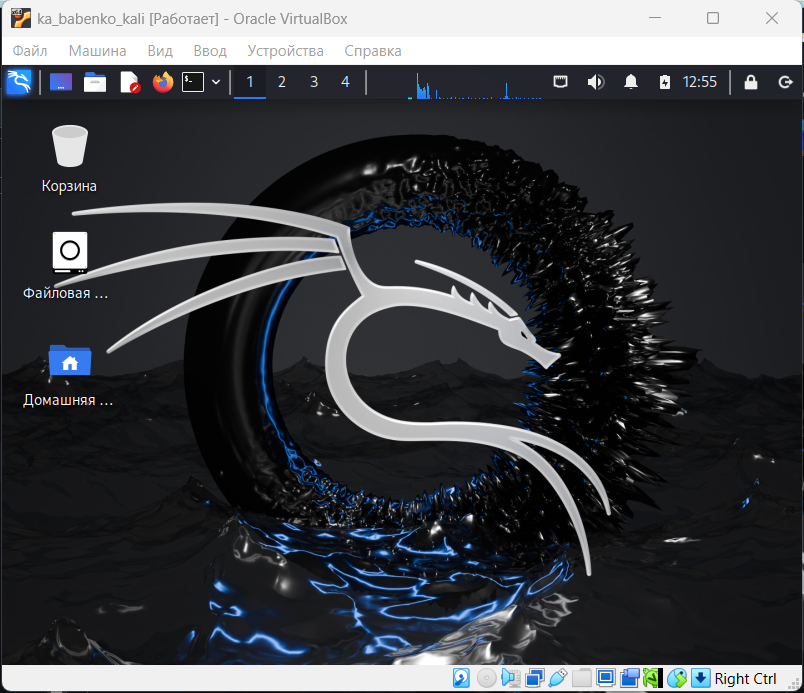 ka_babenko_kali [Работает] - Oracle VirtualBox
Файл Машина Вид Ввод Устройства Справка
1 2 3 4 12:55
Корзина
Файловая ...
Домашняя ...
Right Ctrl